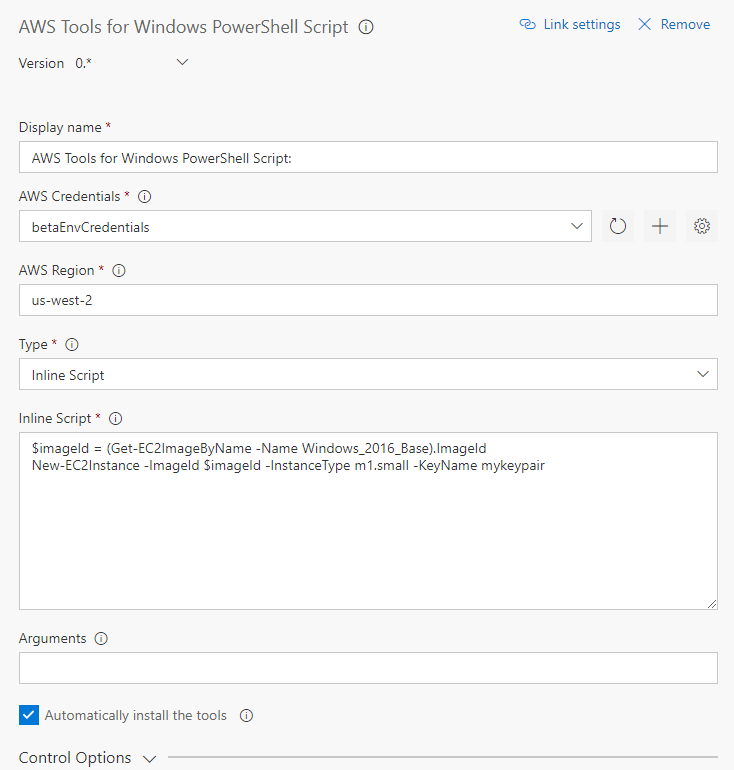 AWS Tools for Windows PowerShell Script
Link settings
Remove
Version 0.*
Display name *
AWS Tools for Windows PowerShell Script:
AWS Credentials *
betaEnvCredentials
AWS Region *
us-west-2
Type *
Inline Script
Inline Script *
$imageId = (Get-EC2ImageByName -Name Windows_2016_Base).ImageId
New-EC2Instance -ImageId $imageId -InstanceType m1.small -KeyName mykeypair
Arguments
Automatically install the tools
Control Options